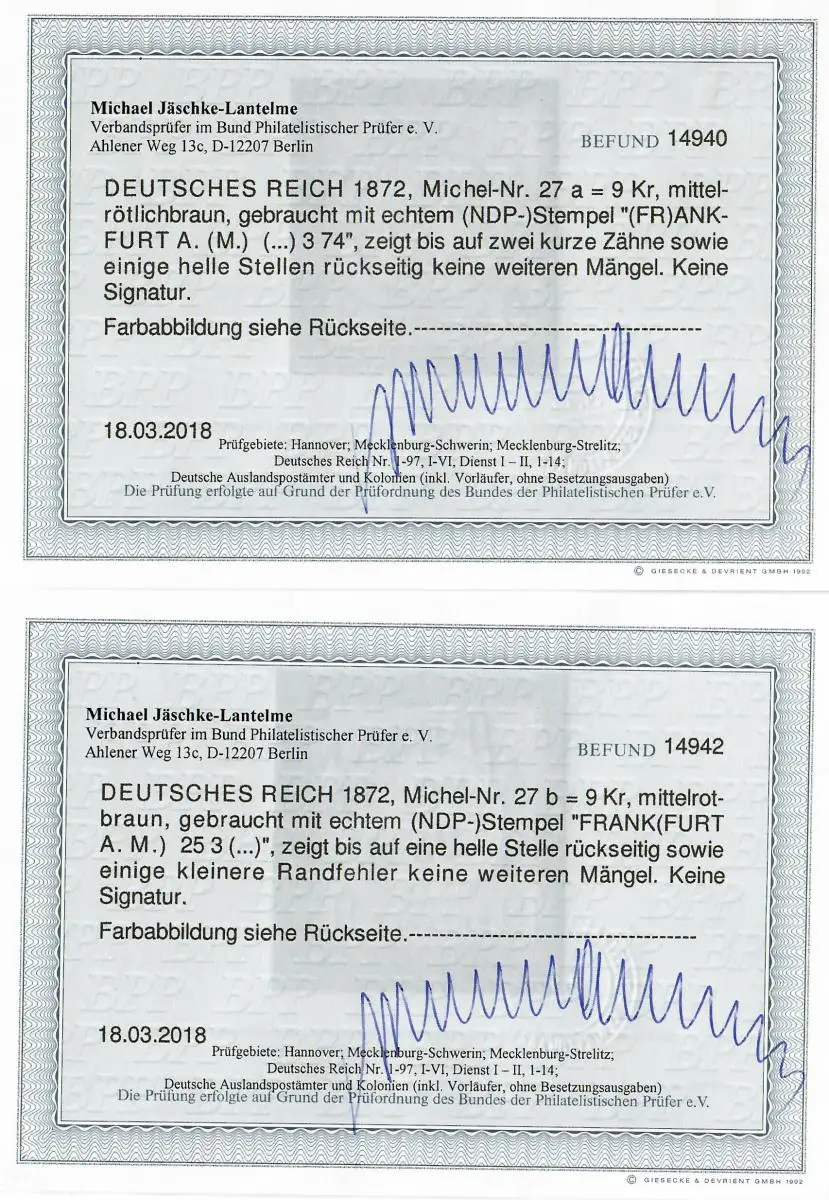 Michael Jäschke-Lantelme
Verbandsprüfer im Bund Philatelistischer Prüfer e. V.
Ahlener Weg 13c, D-12207 Berlin
BEFUND 14940
DEUTSCHES REICH 1872, Michel-Nr. 27 a = 9 Kr, mittel-
rötlichbraun, gebraucht mit echtem (NDP-)Stempel "(FR)ANK-
FURT A. (M.) (...) 3 74", zeigt bis auf zwei kurze Zähne sowie
einige helle Stellen rückseitig keine weiteren Mängel. Keine
Signatur.
Farbabbildung siehe Rückseite.------------------------------------
18.03.2018
Prüfgebiete: Hannover; Mecklenburg-Schwerin; Mecklenburg-Strelitz;
Deutsches Reich Nr. 1-97, I-VI, Dienst I – II, 1-14;
Deutsche Auslandspostämter und Kolonien (inkl. Vorläufer, ohne Besetzungsausgaben)
Die Prüfung erfolgte auf Grund der Prüfordnung des Bundes der Philatelistischen Prüfer e.V.
© GIESECKE & DEVRIENT GMBH 1992
Michael Jäschke-Lantelme
Verbandsprüfer im Bund Philatelistischer Prüfer e. V.
Ahlener Weg 13c, D-12207 Berlin
BEFUND 14942
DEUTSCHES REICH 1872, Michel-Nr. 27 b = 9 Kr, mittelrot-
braun, gebraucht mit echtem (NDP-)Stempel "FRANK(FURT
A. M.) 25 3 (...)", zeigt bis auf eine helle Stelle rückseitig sowie
einige kleinere Randfehler keine weiteren Mängel. Keine
Signatur.
Farbabbildung siehe Rückseite.------------------------------------
18.03.2018
Prüfgebiete: Hannover; Mecklenburg-Schwerin; Mecklenburg-Strelitz;
Deutsches Reich Nr. 1-97, I-VI, Dienst I – II, 1-14;
Deutsche Auslandspostämter und Kolonien (inkl. Vorläufer, ohne Besetzungsausgaben)
Die Prüfung erfolgte auf Grund der Prüfordnung des Bundes der Philatelistischen Prüfer e.V.
© GIESECKE & DEVRIENT GMBH 1992